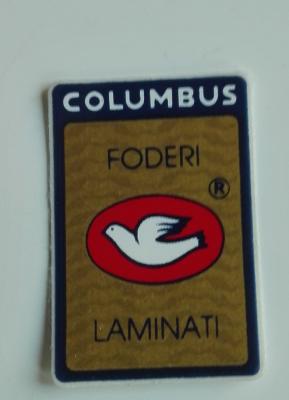 COLUMBUS
FODERI
®
LAMINATI